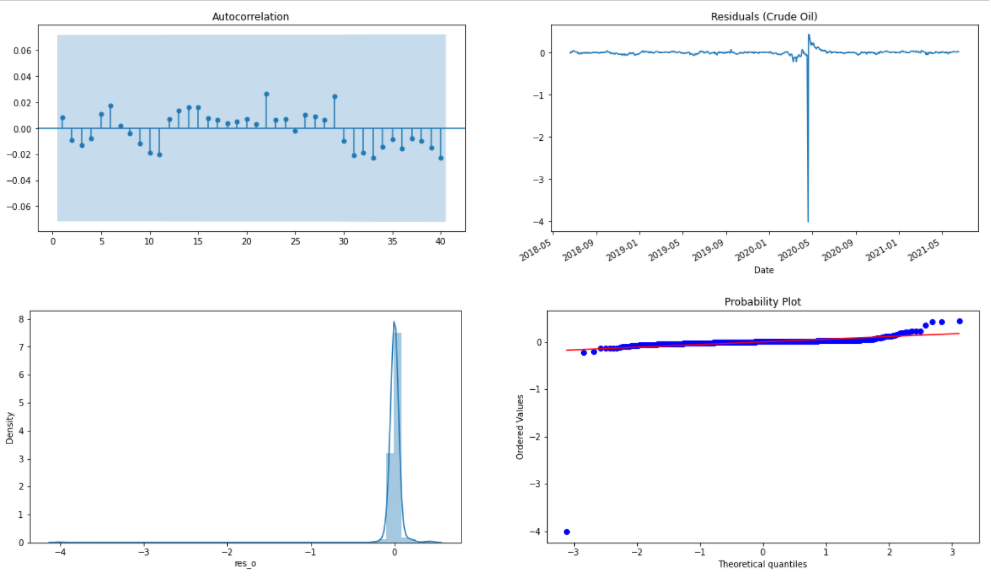 Autocorrelation
0.06
0.04
0.02
0.00
−0.02
−0.04
−0.06
0 5 10 15 20 25 30 35 40
Residuals (Crude Oil)
0
−1
−2
−3
−4
2018-05 2018-09 2019-01 2019-05 2019-09 2020-01 2020-05 2020-09 2021-01 2021-05
Date
8
7
6
5
4
3
2
1
0
Density
−4 −3 −2 −1 0
res_o
Probability Plot
0
−1
−2
−3
−4
Ordered Values
−3 −2 −1 0 1 2 3
Theoretical quantiles